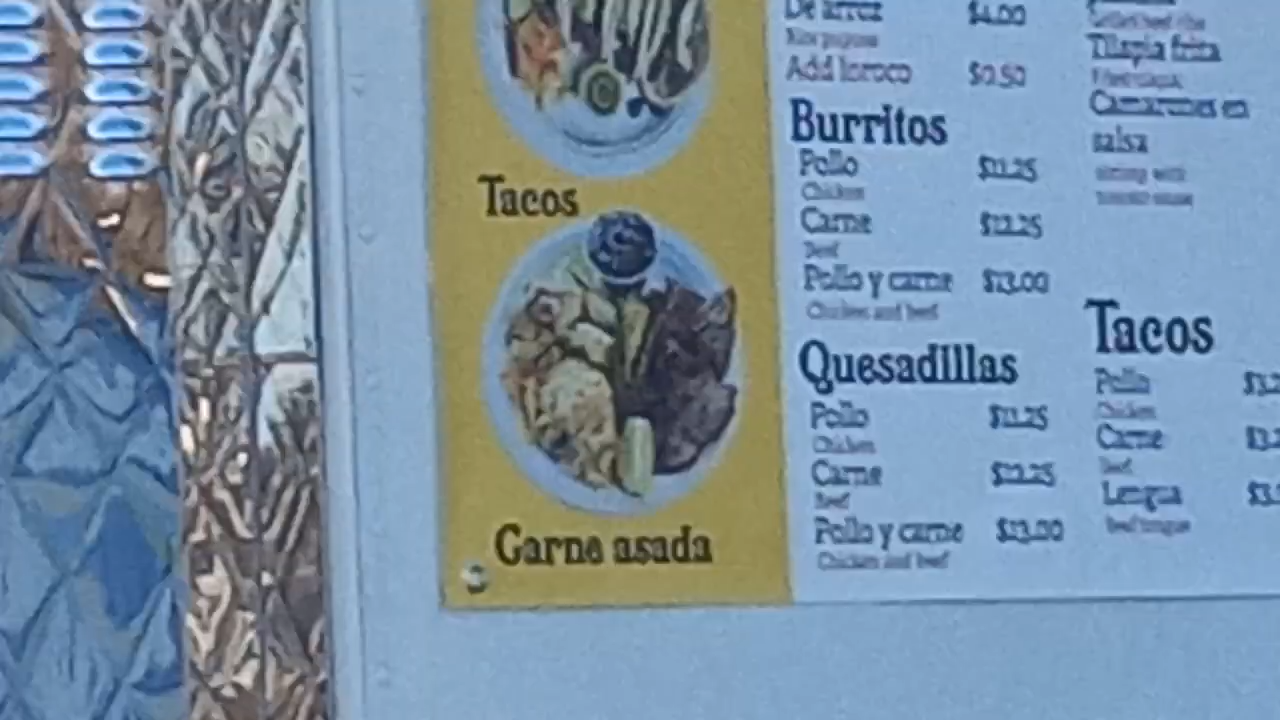 Tacos
Carne asada
De arroz $4.00
Add loroco $0.50
Burritos
Pollo $11.25
Chicken
Carne $12.25
Beef
Pollo y carne $13.00
Chicken and beef
Quesadillas
Pollo $11.25
Chicken
Carne $12.25
Beef
Pollo y carne $13.00
Chicken and beef
Tilapia frita
Camarones en
salsa
Tacos
Pollo
Chicken
Carne
Beef
Lengua
Beef tongue